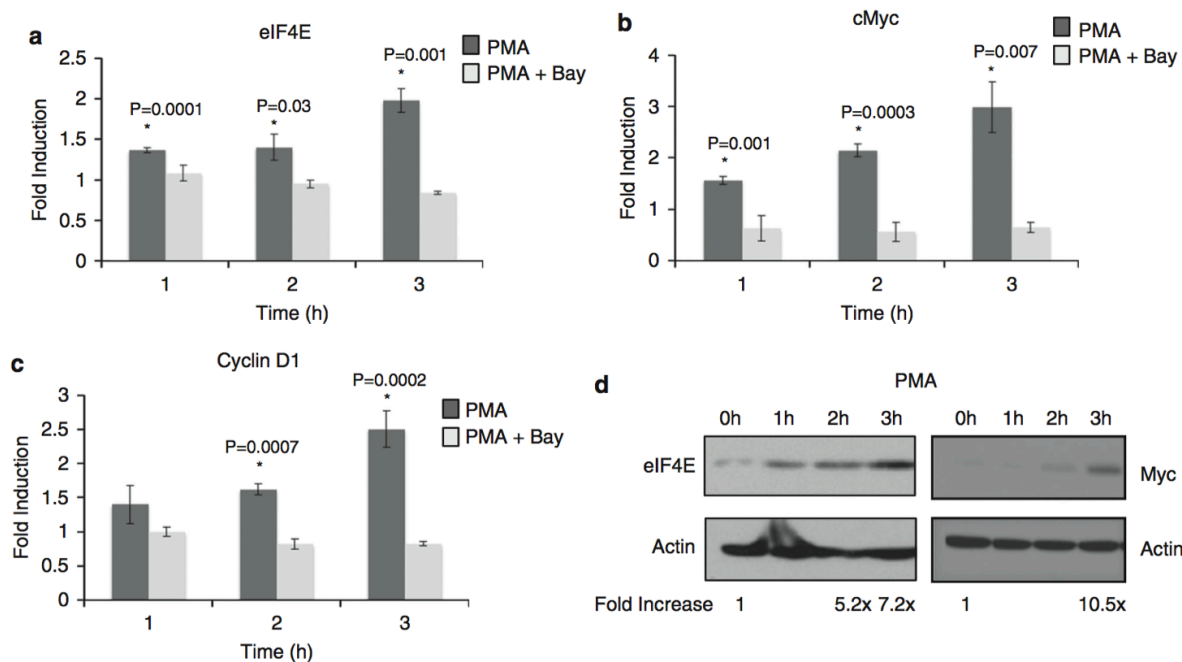 a
eIF4E
PMA
PMA + Bay
2.5
2
1.5
1
0.5
0
Fold Induction
P=0.0001
*
P=0.03
*
P=0.001
*
1 2 3
Time (h)
b
cMyc
PMA
PMA + Bay
4
3
2
1
0
Fold Induction
P=0.001
*
P=0.0003
*
P=0.007
*
1 2 3
Time (h)
c
Cyclin D1
PMA
PMA + Bay
3
2.5
2
1.5
1
0.5
0
Fold Induction
P=0.0007
*
P=0.0002
*
1 2 3
Time (h)
d
PMA
0h 1h 2h 3h 0h 1h 2h 3h
eIF4E Myc
Actin Actin
Fold Increase 1 5.2x 7.2x 1 10.5x